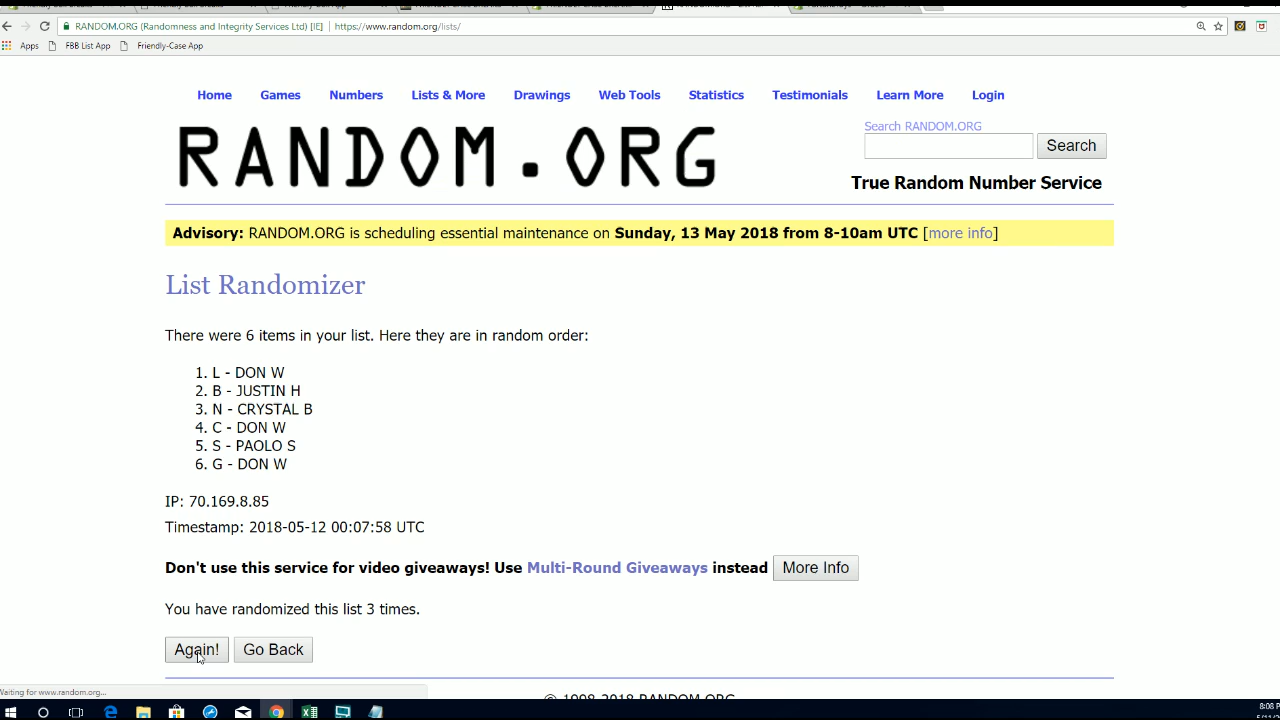 RANDOM.ORG (Randomness and Integrity Services Ltd) [IE] https://www.random.org/lists/
Apps FBB List App Friendly-Case App
Home Games Numbers Lists & More Drawings Web Tools Statistics Testimonials Learn More Login
RANDOM.ORG
Search RANDOM.ORG
Search
True Random Number Service
Advisory: RANDOM.ORG is scheduling essential maintenance on Sunday, 13 May 2018 from 8-10am UTC [more info]
List Randomizer
There were 6 items in your list. Here they are in random order:
1. L - DON W
2. B - JUSTIN H
3. N - CRYSTAL B
4. C - DON W
5. S - PAOLO S
6. G - DON W
IP: 70.169.8.85
Timestamp: 2018-05-12 00:07:58 UTC
Don't use this service for video giveaways! Use Multi-Round Giveaways instead More Info
You have randomized this list 3 times.
Again! Go Back
Waiting for www.random.org...
© 1998-2018 RANDOM.ORG
8:08 P